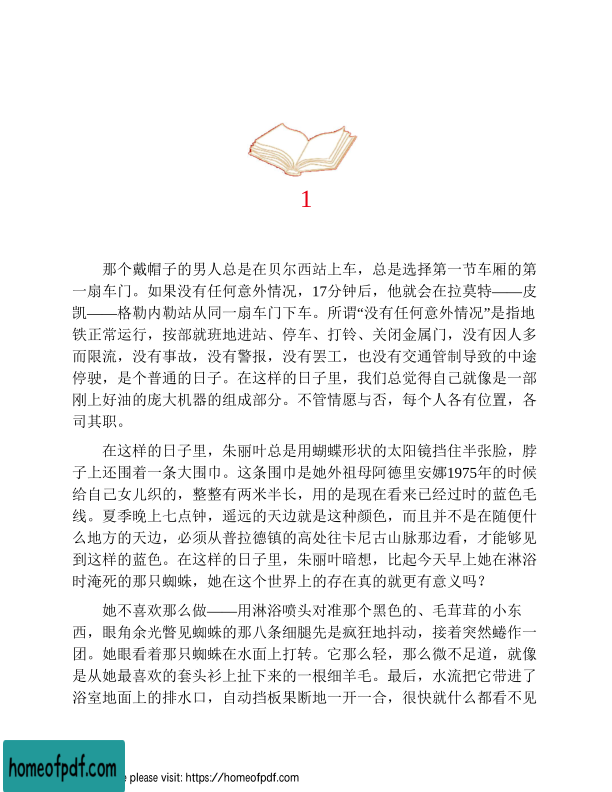 1
那个戴帽子的男人总是在贝尔西站上车，总是选择第一节车厢的第
一扇车门。如果没有任何意外情况，17分钟后，他就会在拉莫特——皮
凯——格勒内勒站从同一扇车门下车。所谓“没有任何意外情况”是指地
铁正常运行，按部就班地进站、停车、打铃、关闭金属门，没有因人多
而限流，没有事故，没有警报，没有罢工，也没有交通管制导致的中途
停驶，是个普通的日子。在这样的日子里，我们总觉得自己就像是一部
刚上好油的庞大机器的组成部分。不管情愿与否，每个人各有位置，各
司其职。
在这样的日子里，朱丽叶总是用蝴蝶形状的太阳镜挡住半张脸，脖
子上还围着一条大围巾。这条围巾是她外祖母阿德里安娜1975年的时候
给自己女儿织的，整整有两米半长，用的是现在看来已经过时的蓝色毛
线。夏季晚上七点钟，遥远的天边就是这种颜色，而且并不是在随便什
么地方的天边，必须从普拉德镇的高处往卡尼古山脉那边看，才能够见
到这样的蓝色。在这样的日子里，朱丽叶暗想，比起今天早上她在淋浴
时淹死的那只蜘蛛，她在这个世界上的存在真的就更有意义吗？
她不喜欢那么做——用淋浴喷头对准那个黑色的、毛茸茸的小东
西，眼角余光瞥见蜘蛛的那八条细腿先是疯狂地抖动，接着突然蜷作一
团。她眼看着那只蜘蛛在水面上打转。它那么轻，那么微不足道，就像
是从她最喜欢的套头衫上扯下来的一根细羊毛。最后，水流把它带进了
浴室地面上的排水口，自动挡板果断地一开一合，很快就什么都看不见
homeofpdf.com
e please visit: https://homeofpdf.com